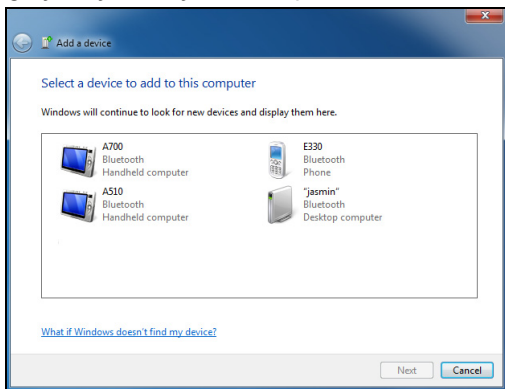 Add a device
Select a device to add to this computer
Windows will continue to look for new devices and display them here.
A700
Bluetooth
Handheld computer
E330
Bluetooth
Phone
A510
Bluetooth
Handheld computer
"jasmin"
Bluetooth
Desktop computer
What if Windows doesn't find my device?
Next Cancel